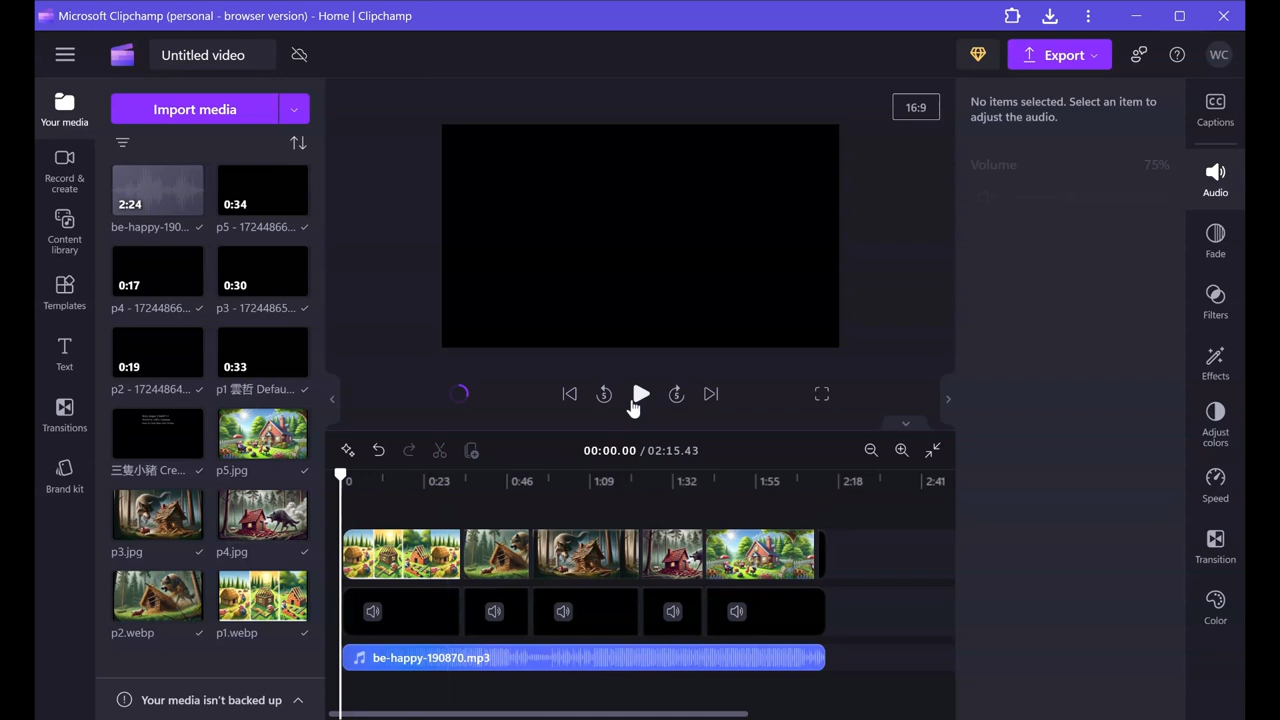 Microsoft Clipchamp (personal - browser version) - Home | Clipchamp
Untitled video
Export
WC
Your media
Import media
16:9
No items selected. Select an item to
adjust the audio.
Volume 75%
CC
Captions
Audio
Fade
Filters
Effects
Adjust
colors
Speed
Transition
Color
Record &
create
Content
library
Templates
Text
Transitions
Brand kit
2:24
0:34
be-happy-190...
p5 - 17244866...
0:17
0:30
p4 - 17244866...
p3 - 17244865...
0:19
0:33
p2 - 17244864...
p1 雲哲 Defau...
三隻小豬 Cre...
p5.jpg
p3.jpg
p4.jpg
p2.webp
p1.webp
Your media isn't backed up
5
5
00:00.00 / 02:15.43
0
0:23
0:46
1:09
1:32
1:55
2:18
2:41
be-happy-190870.mp3